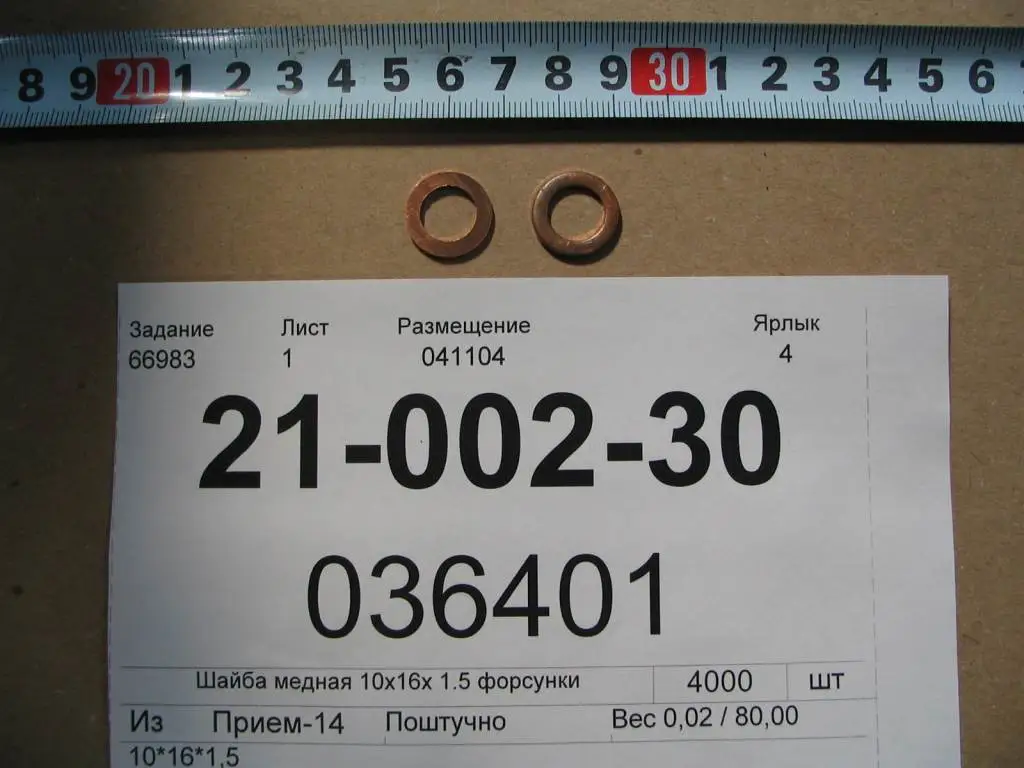 8 9 20 1 2 3 4 5 6 7 8 9 30 1 2 3 4 5 6
Задание Лист Размещение Ярлык
66983 1 041104 4
21-002-30
036401
Шайба медная 10x16x 1.5 форсунки 4000 шт
Из Прием-14 Поштучно Вес 0,02 / 80,00
10*16*1,5